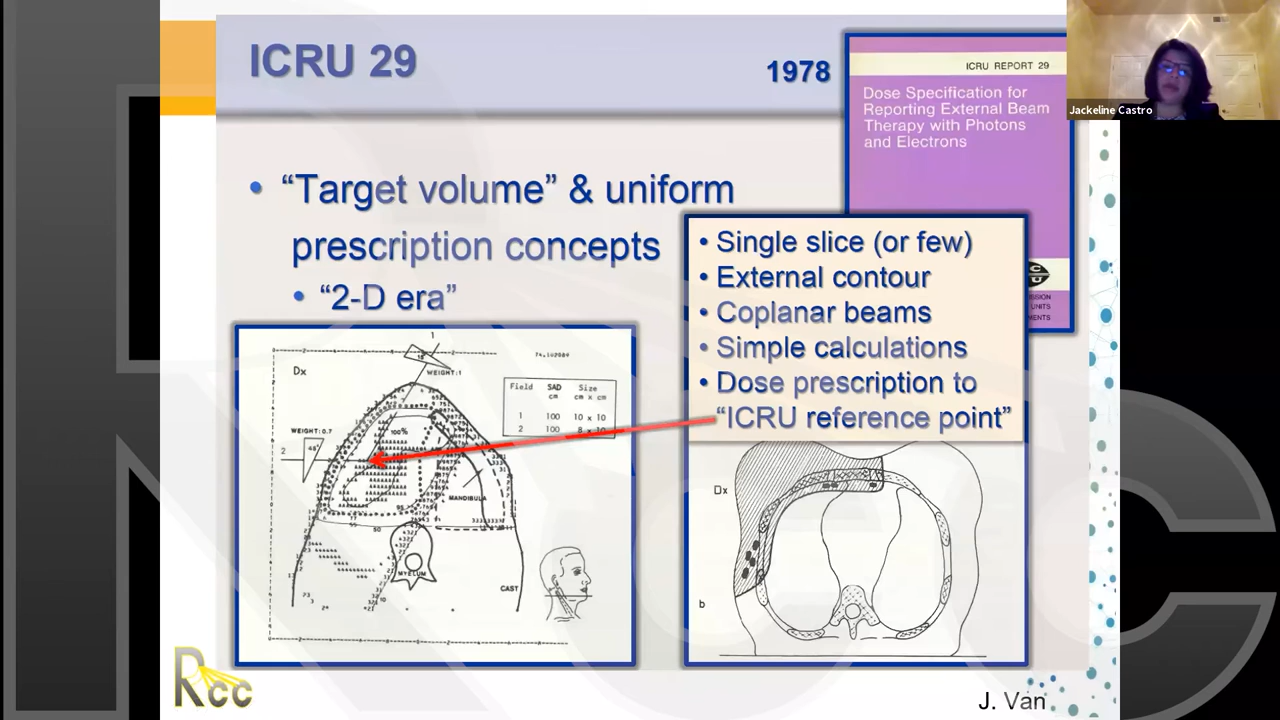 ICRU 29
1978
ICRU REPORT 29
Dose Specification for
Reporting External Beam
Therapy with Photons
and Electrons
Jackeline Castro
• “Target volume” & uniform
prescription concepts
• “2-D era”
• Single slice (or few)
• External contour
• Coplanar beams
• Simple calculations
• Dose prescription to
“ICRU reference point”
UNITS
Dx
WEIGHT:1
Field SAD Size
cm cm x cm
1 100 10 x 10
2 100 8 x 10
WEIGHT:0.7
2
100%
MANDIBULA
MYELUM
CAST
Dx
b
Rcc
J. Van